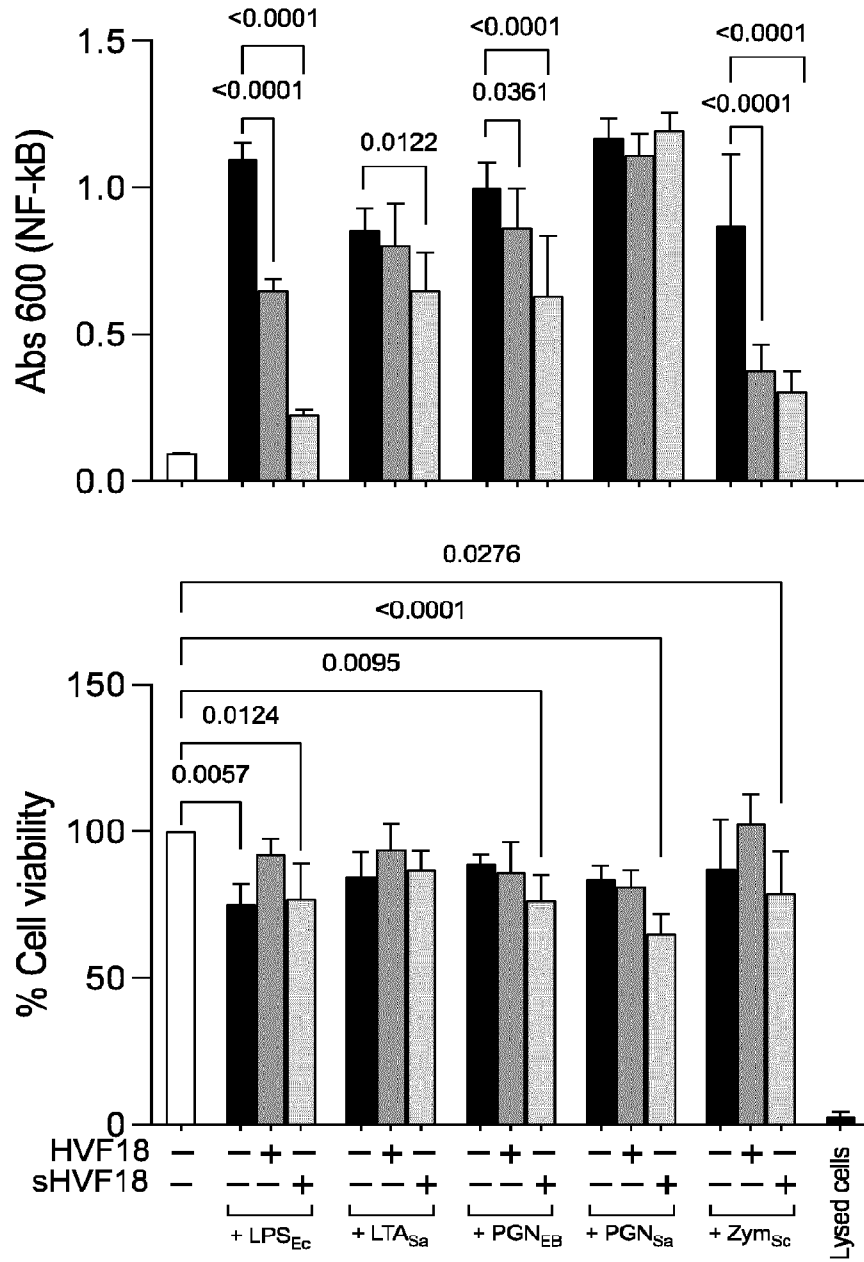 <0.0001 <0.0001 <0.0001
<0.0001 0.0361 <0.0001
0.0122
1.5
1.0
0.5
0.0
Abs 600 (NF-kB)
0.0276
<0.0001
0.0095
0.0124
0.0057
150
100
50
0
% Cell viability
HVF18 – – + – – + – – + – – + – – + –
sHVF18 – – – + – – + – – + – – + – – +
+ LPSEc + LTASa + PGNEB + PGNSa + ZymSc
Lysed cells